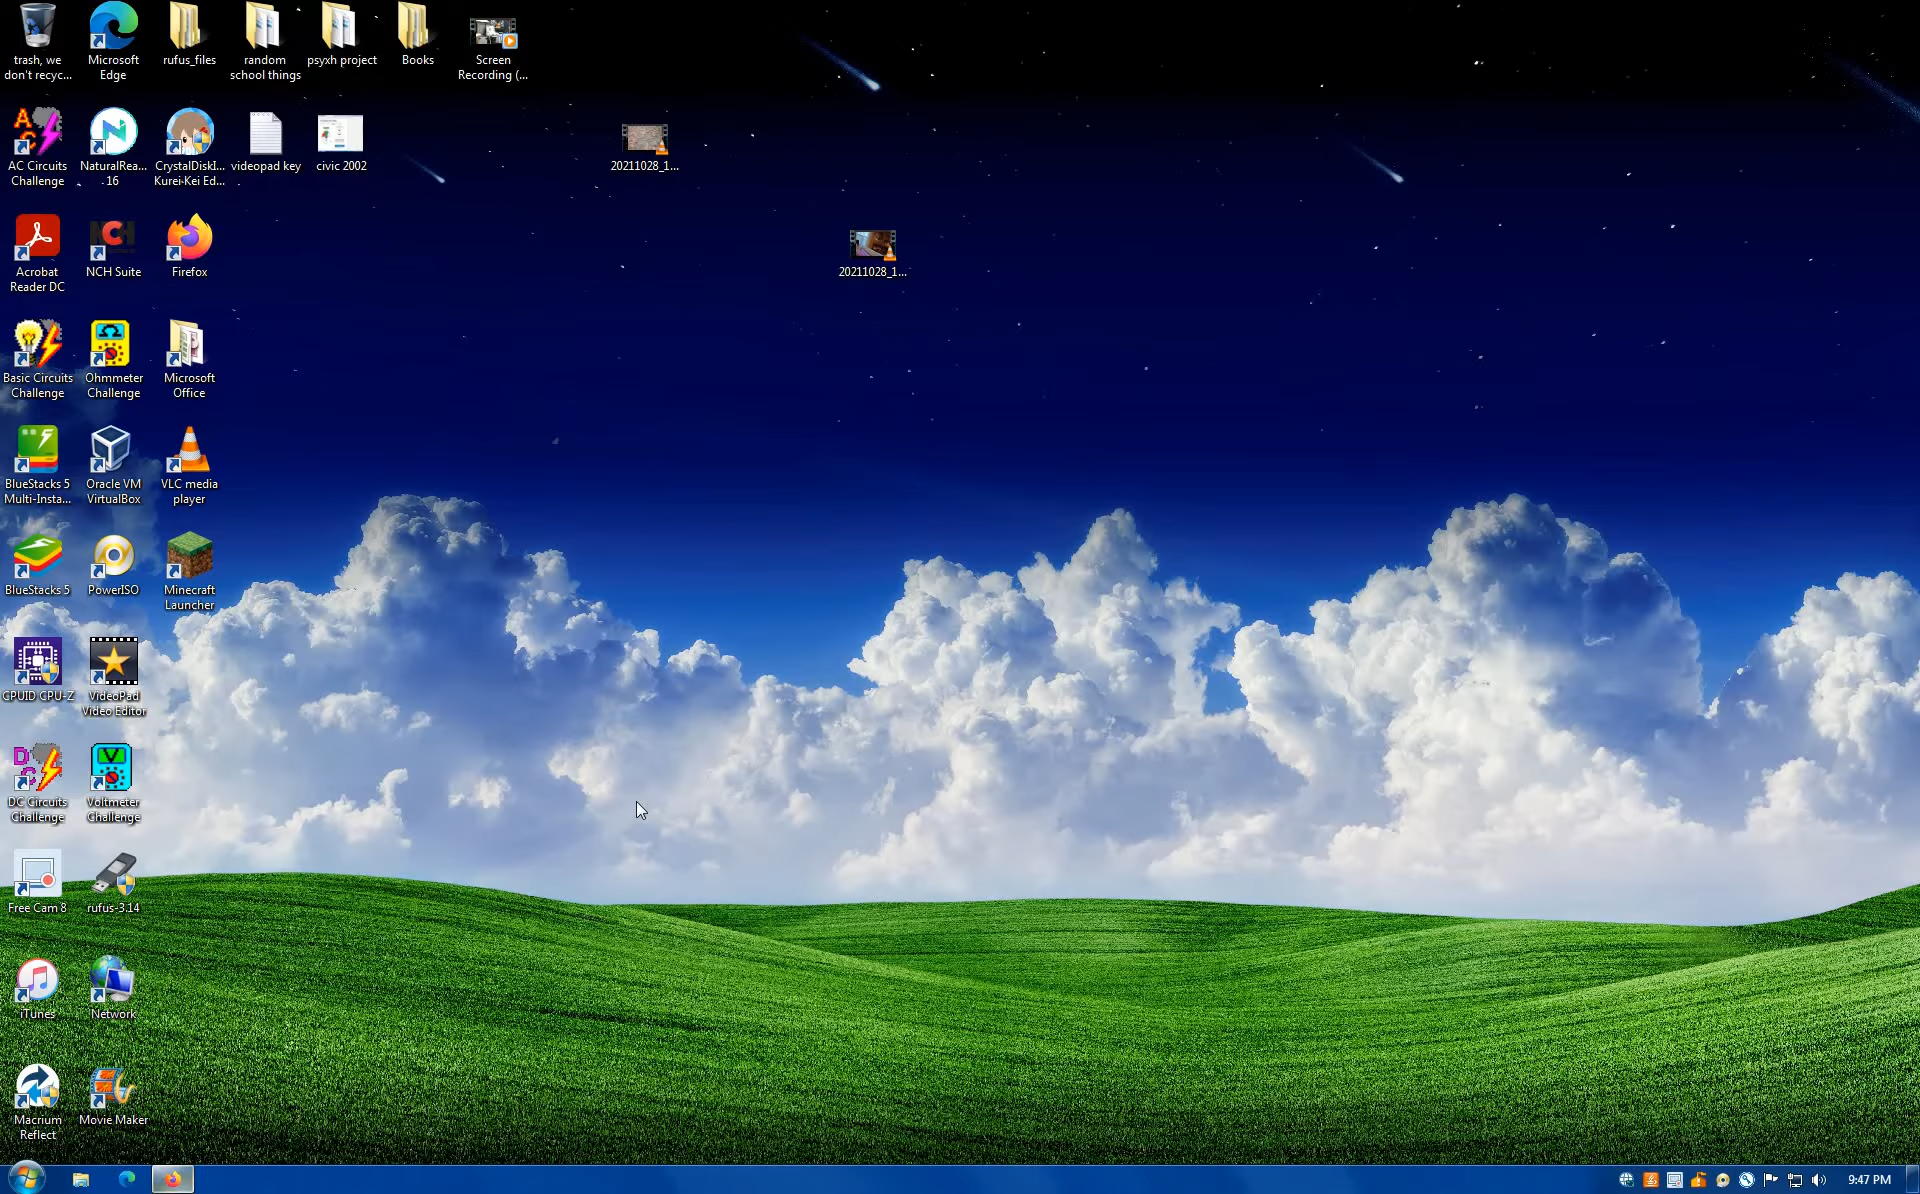 trash, we
don't recyc...
Microsoft
Edge
rufus_files
random
school things
psyxh project
Books
Screen
Recording (...
AC Circuits
Challenge
NaturalRea...
16
CrystalDiskI...
Kurei Kei Ed...
videopad key
civic 2002
20211028_1...
Acrobat
Reader DC
NCH Suite
Firefox
20211028_1...
Basic Circuits
Challenge
Ohmmeter
Challenge
Microsoft
Office
BlueStacks 5
Multi-Insta...
Oracle VM
VirtualBox
VLC media
player
BlueStacks 5
PowerISO
Minecraft
Launcher
CPUID CPU-Z
VideoPad
Video Editor
DC Circuits
Challenge
Voltmeter
Challenge
Free Cam 8
rufus-3.14
iTunes
Network
Macrium
Reflect
Movie Maker
9:47 PM